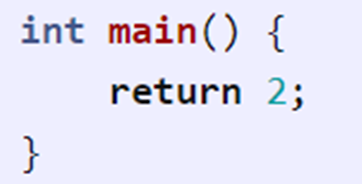 int main() {
    return 2;
}